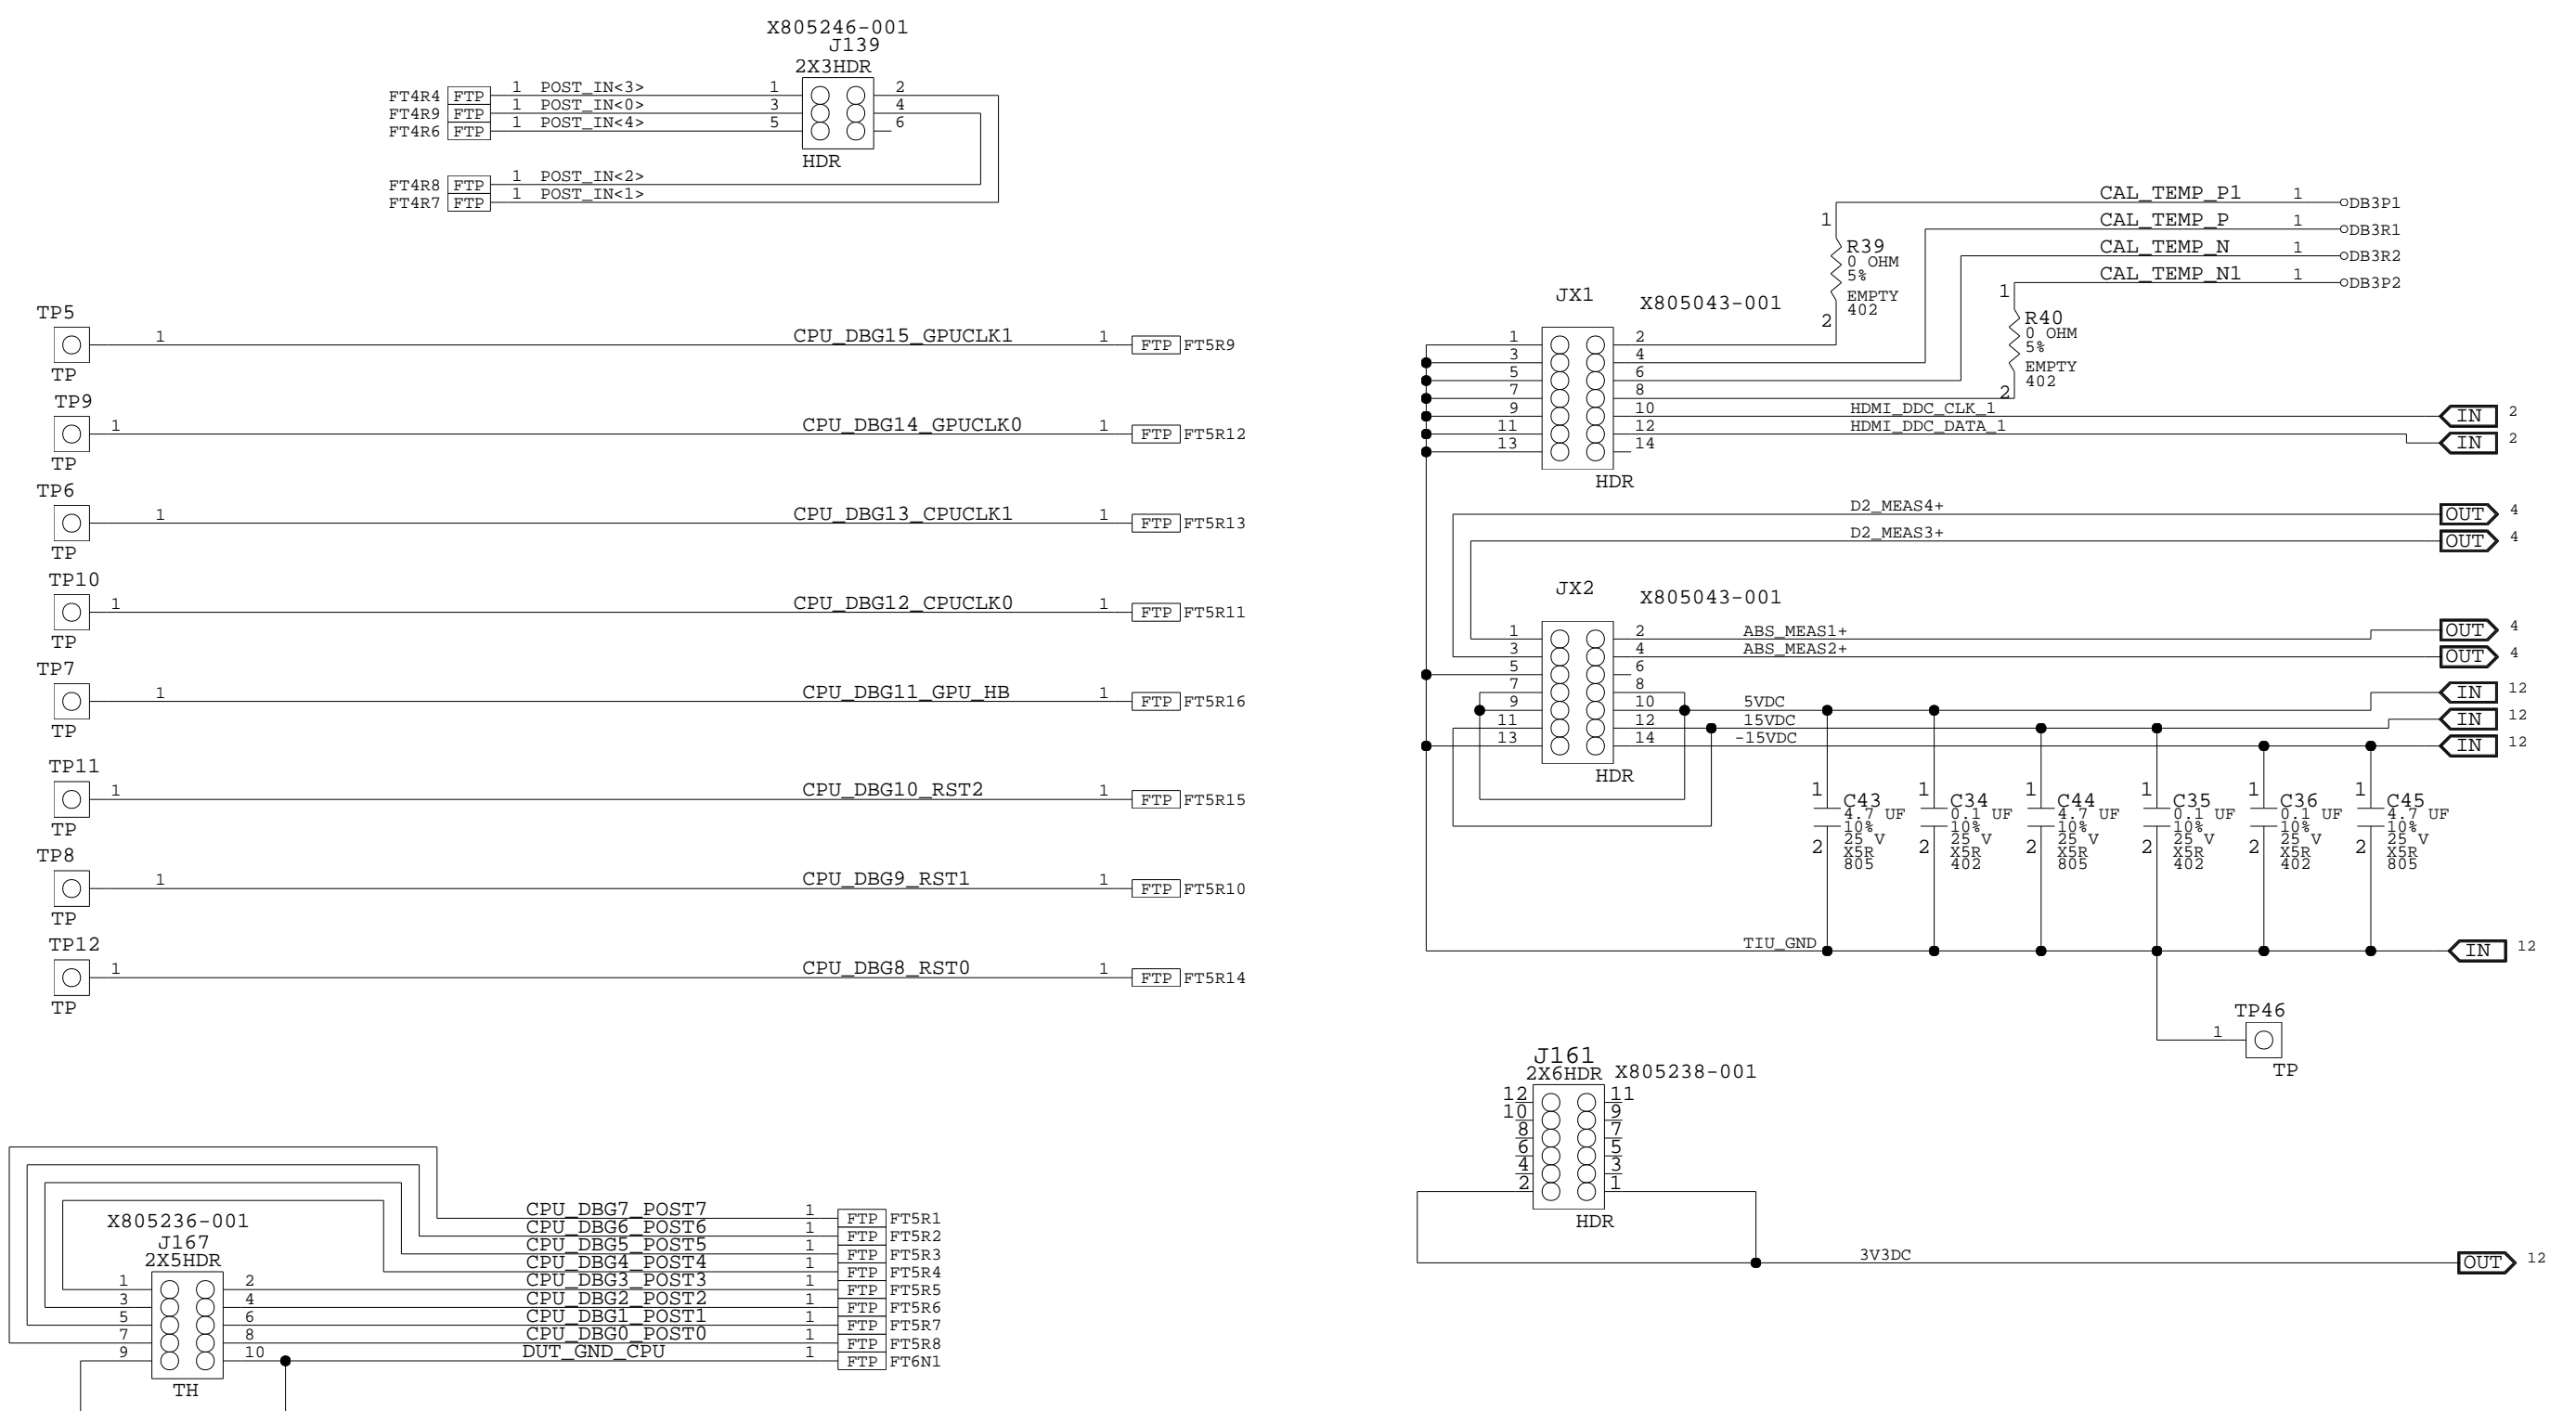 X805246-001
J139
2X3HDR
FT4R4 FTP 1 POST_IN<3> 1 2
FT4R9 FTP 1 POST_IN<0> 3 4
FT4R6 FTP 1 POST_IN<4> 5 6
HDR
FT4R8 FTP 1 POST_IN<2>
FT4R7 FTP 1 POST_IN<1>
TP5
1 CPU_DBG15_GPUCLK1 1 FTP FT5R9
TP
TP9
1 CPU_DBG14_GPUCLK0 1 FTP FT5R12
TP
TP6
1 CPU_DBG13_CPUCLK1 1 FTP FT5R13
TP
TP10
1 CPU_DBG12_CPUCLK0 1 FTP FT5R11
TP
TP7
1 CPU_DBG11_GPU_HB 1 FTP FT5R16
TP
TP11
1 CPU_DBG10_RST2 1 FTP FT5R15
TP
TP8
1 CPU_DBG9_RST1 1 FTP FT5R10
TP
TP12
1 CPU_DBG8_RST0 1 FTP FT5R14
TP
CPU_DBG7_POST7 1 FTP FT5R1
CPU_DBG6_POST6 1 FTP FT5R2
CPU_DBG5_POST5 1 FTP FT5R3
CPU_DBG4_POST4 1 FTP FT5R4
X805236-001
J167
2X5HDR
1 2 CPU_DBG3_POST3 1 FTP FT5R5
3 4 CPU_DBG2_POST2 1 FTP FT5R6
5 6 CPU_DBG1_POST1 1 FTP FT5R7
7 8 CPU_DBG0_POST0 1 FTP FT5R8
9 10 DUT_GND_CPU 1 FTP FT6N1
TH
CAL_TEMP_P1 1 DB3P1
CAL_TEMP_P 1 DB3R1
CAL_TEMP_N 1 DB3R2
CAL_TEMP_N1 1 DB3P2
1
R39
0 OHM
5%
EMPTY
402
2
1
R40
0 OHM
5%
EMPTY
402
2
JX1 X805043-001
1 2
3 4
5 6
7 8
9 10 HDMI_DDC_CLK_1 IN 2
11 12 HDMI_DDC_DATA_1 IN 2
13 14
HDR
D2_MEAS4+ OUT 4
D2_MEAS3+ OUT 4
JX2 X805043-001
1 2 ABS_MEAS1+ OUT 4
3 4 ABS_MEAS2+ OUT 4
5 6
7 8
9 10 5VDC IN 12
11 12 15VDC IN 12
13 14 -15VDC IN 12
HDR
1 C43
4.7 UF
10%
25 V
2 X5R
805
1 C34
0.1 UF
10%
25 V
2 X5R
402
1 C44
4.7 UF
10%
25 V
2 X5R
805
1 C35
0.1 UF
10%
25 V
2 X5R
402
1 C36
0.1 UF
10%
25 V
2 X5R
402
1 C45
4.7 UF
10%
25 V
2 X5R
805
TIU_GND IN 12
TP46
1
TP
J161
2X6HDR X805238-001
12 11
10 9
8 7
6 5
4 3
2 1
HDR
3V3DC OUT 12